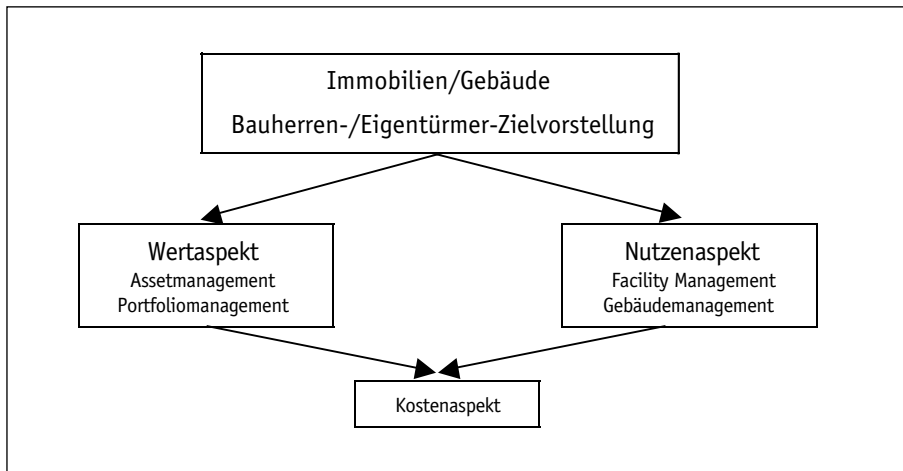 Immobilien/Gebäude
Bauherren-/Eigentürmer-Zielvorstellung
Wertaspekt
Assetmanagement
Portfoliomanagement
Nutzenaspekt
Facility Management
Gebäudemanagement
Kostenaspekt